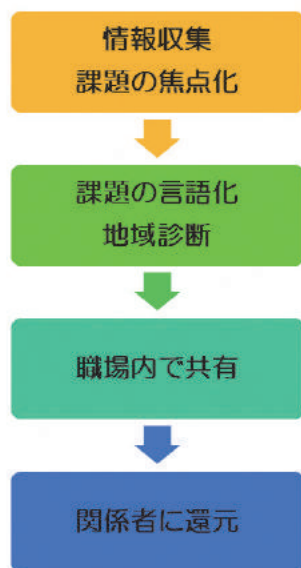 情報収集
課題の焦点化
課題の言語化
地域診断
職場内で共有
関係者に還元